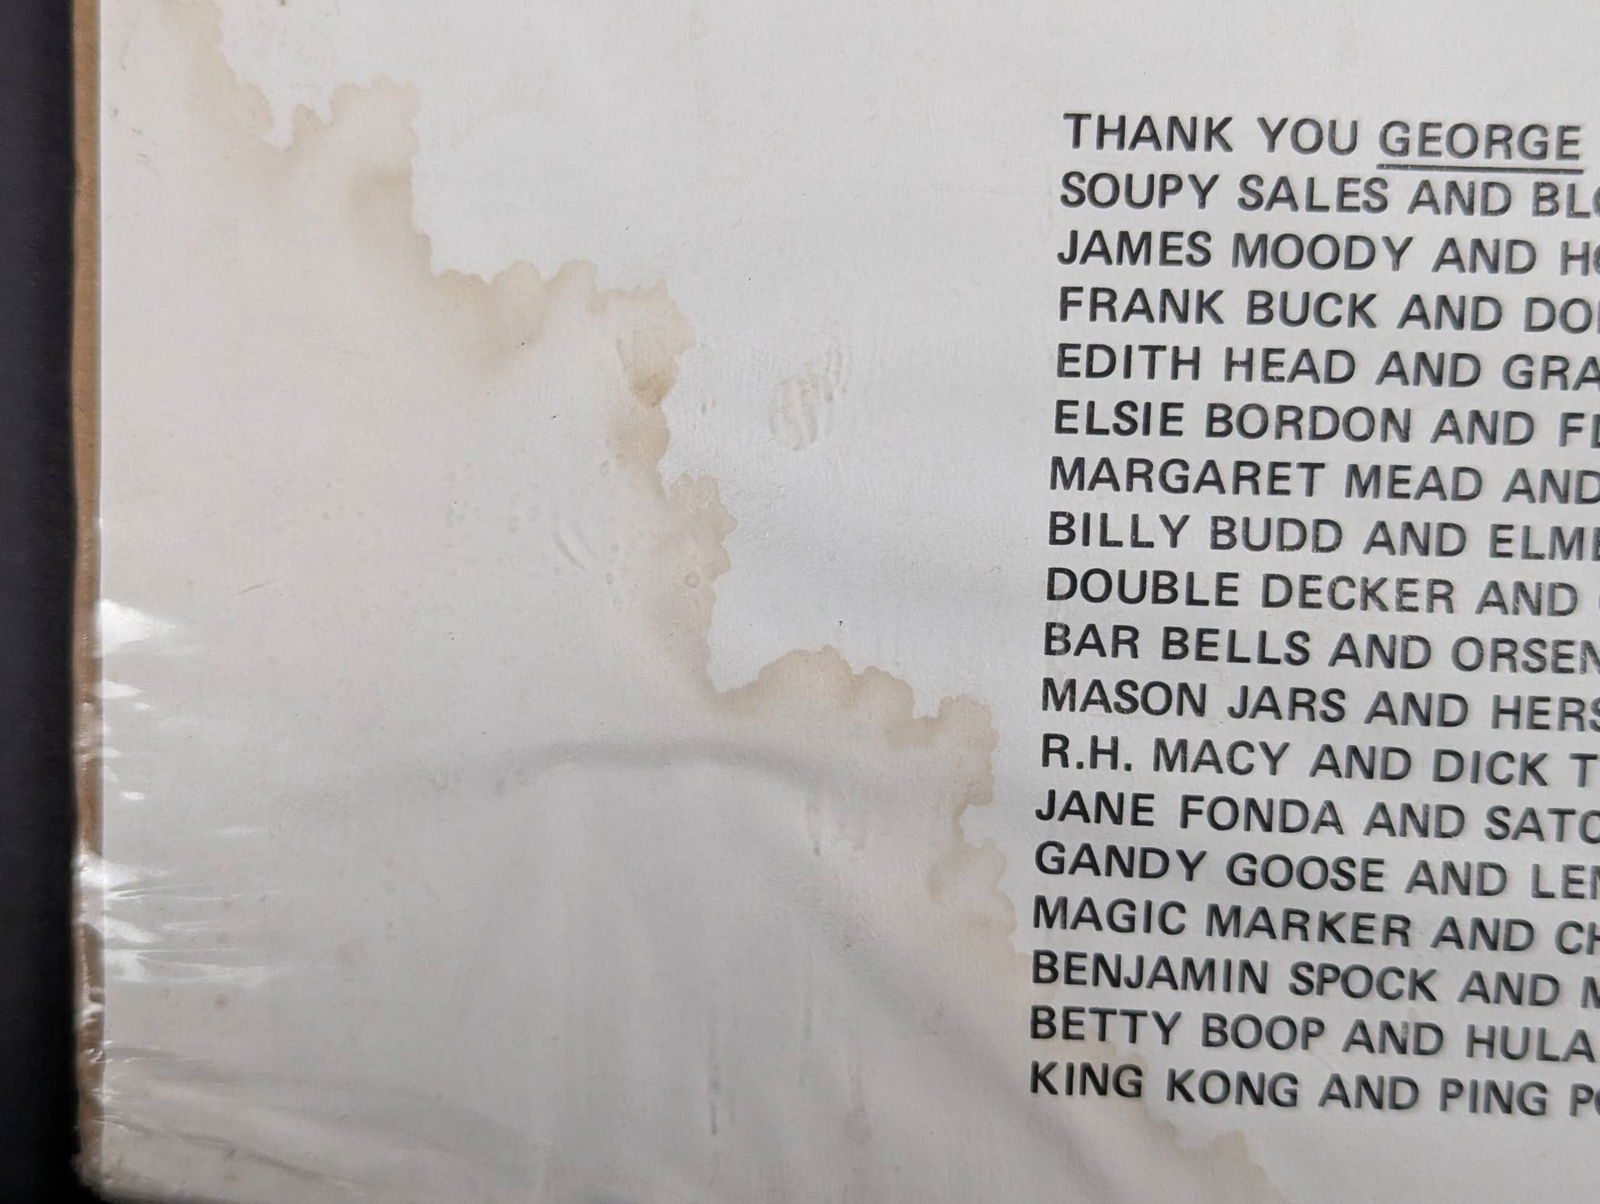 THANK YOU GEORGE
SOUPY SALES AND
JAMES MOODY AND
FRANK BUCK AND
EDITH HEAD AND
ELSIE BORDON AND
MARGARET MEAD AND
BILLY BUDD AND
DOUBLE DECKER AND
BAR BELLS AND
MASON JARS AND
R.H. MACY AND DICK
JANE FONDA AND
GANDY GOOSE AND
MAGIC MARKER AND
BENJAMIN SPOCK AND
BETTY BOOP AND HULA
KING KONG AND PING